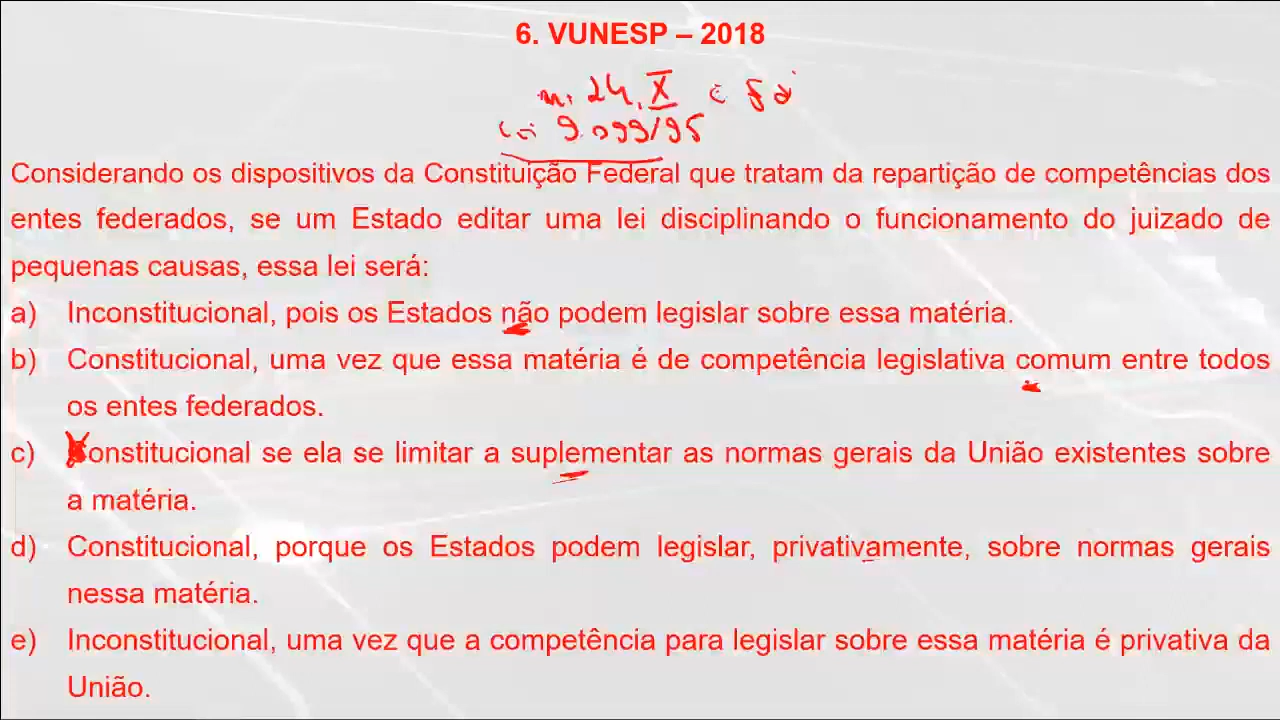 6. VUNESP – 2018
24, X
9.099/95
Considerando os dispositivos da Constituição Federal que tratam da repartição de competências dos
entes federados, se um Estado editar uma lei disciplinando o funcionamento do juizado de
pequenas causas, essa lei será:
a) Inconstitucional, pois os Estados não podem legislar sobre essa matéria.
b) Constitucional, uma vez que essa matéria é de competência legislativa comum entre todos
os entes federados.
c) Constitucional se ela se limitar a suplementar as normas gerais da União existentes sobre
a matéria.
d) Constitucional, porque os Estados podem legislar, privativamente, sobre normas gerais
nessa matéria.
e) Inconstitucional, uma vez que a competência para legislar sobre essa matéria é privativa da
União.